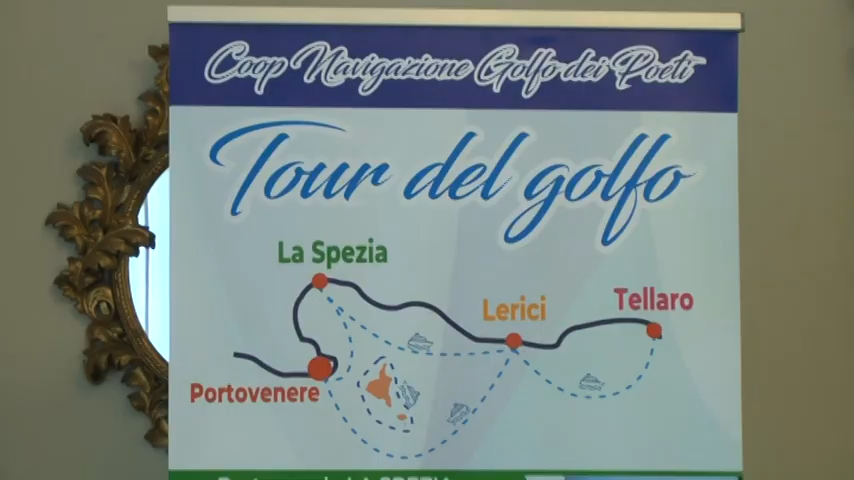 Coop Navigazione Golfo dei Poeti
Tour del golfo
La Spezia
Lerici
Tellaro
Portovenere